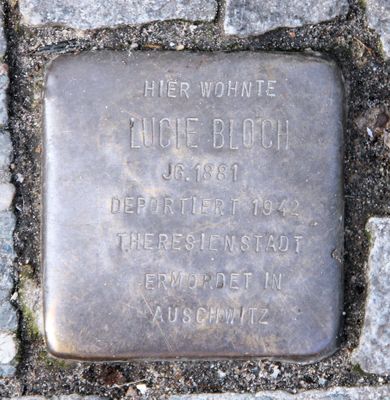 HIER WOHNTE
LUCIE BLOCH
JG. 1881
DEPORTIERT 1942
THERESIENSTADT
ERMORDET IN
AUSCHWITZ